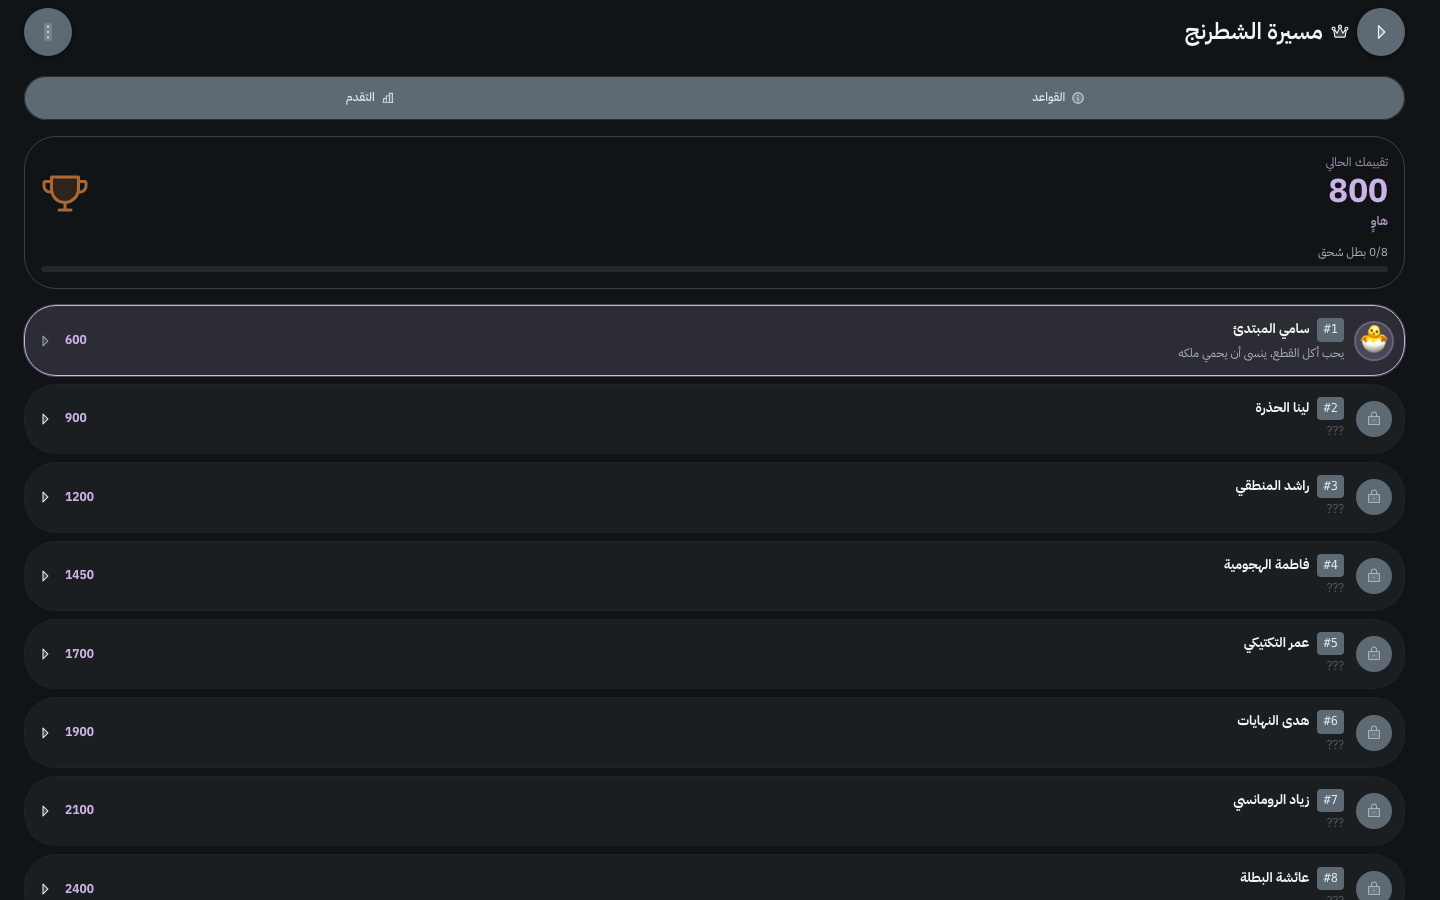 مسيرة الشطرنج
القواعد
التقدم
تقييمك الحالي
800
هاوٍ
0/8 بطل سُحق
#1 سامي المبتدئ
يحب أكل القطع، ينسى أن يحمي ملكه
600
#2 لينا الحذرة
???
900
#3 راشد المنطقي
???
1200
#4 فاطمة الهجومية
???
1450
#5 عمر التكتيكي
???
1700
#6 هدى النهايات
???
1900
#7 زياد الرومانسي
???
2100
#8 عائشة البطلة
???
2400